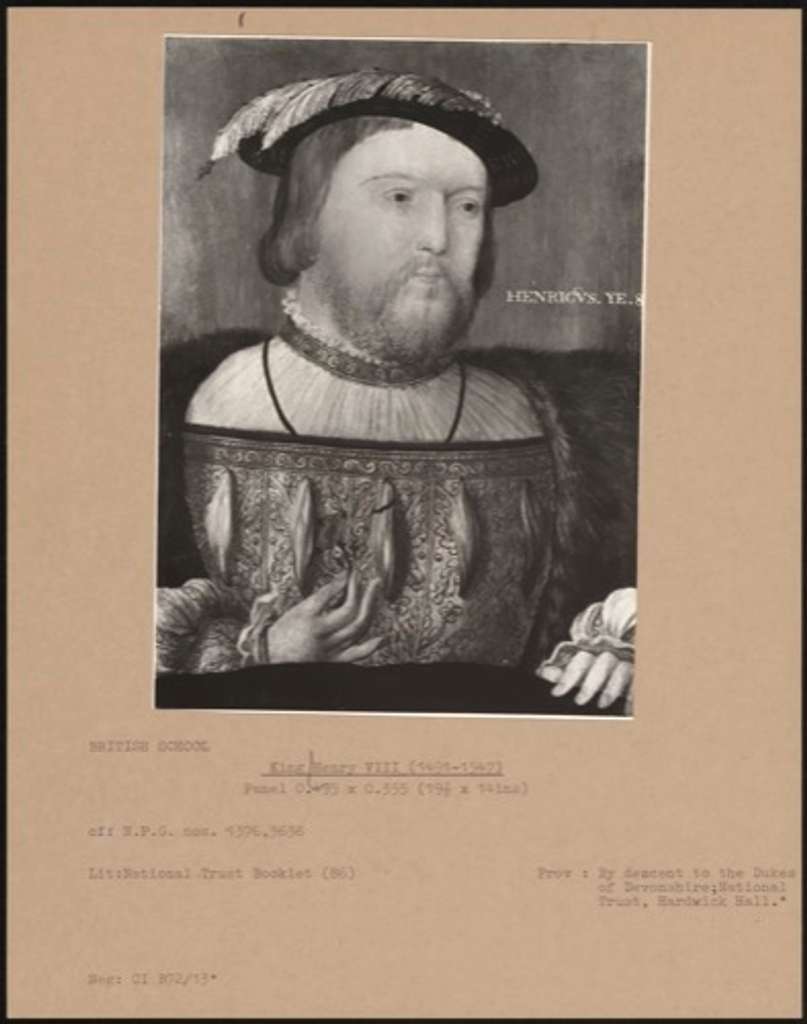 HENRICVS. YE. 8
BRITISH SCHOOL
King Henry VIII (1491-1547)
Panel 0.495 x 0.355 (19½ x 14ins)
cf: N.P.G. nos. 1376,3638
Lit:National Trust Booklet (86)
Prov : By descent to the Dukes
of Devonshire;National
Trust, Hardwick Hall.*
Neg: CI B72/13*